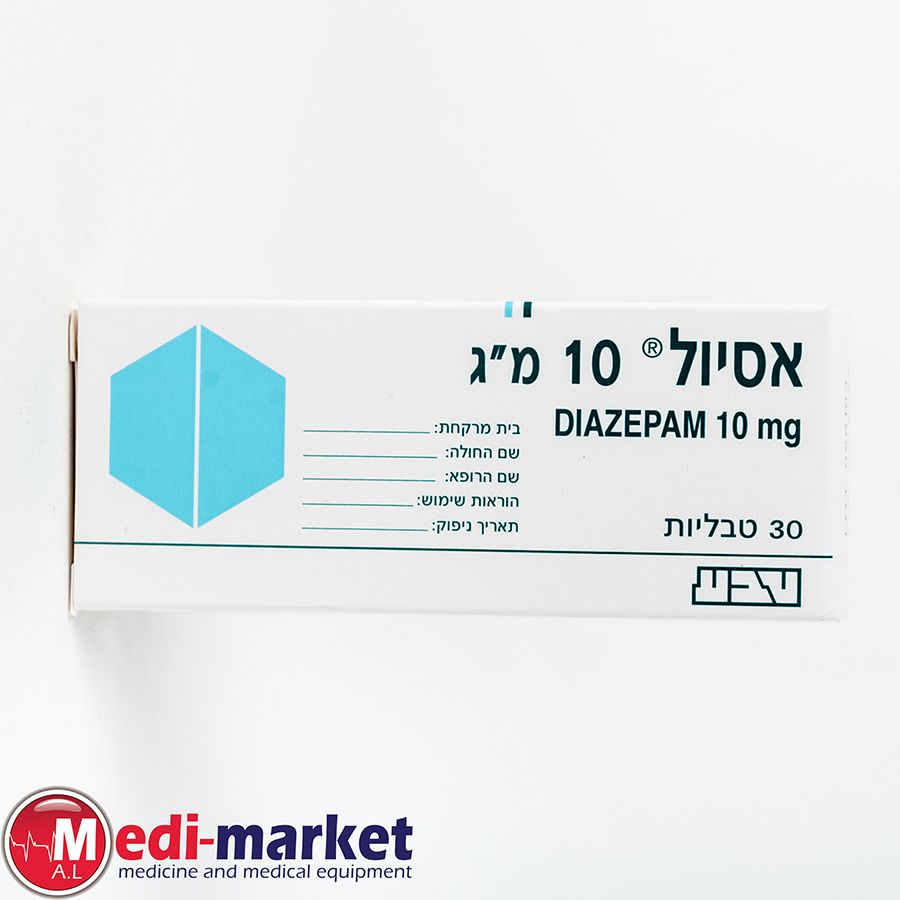 אסיול® 10 מ"ג
DIAZEPAM 10 mg
בית מרקחת:
שם החולה:
שם הרופא:
הוראות שימוש:
תאריך ניפוק:
30 טבליות
טבע
Medi-market
A.L
medicine and medical equipment